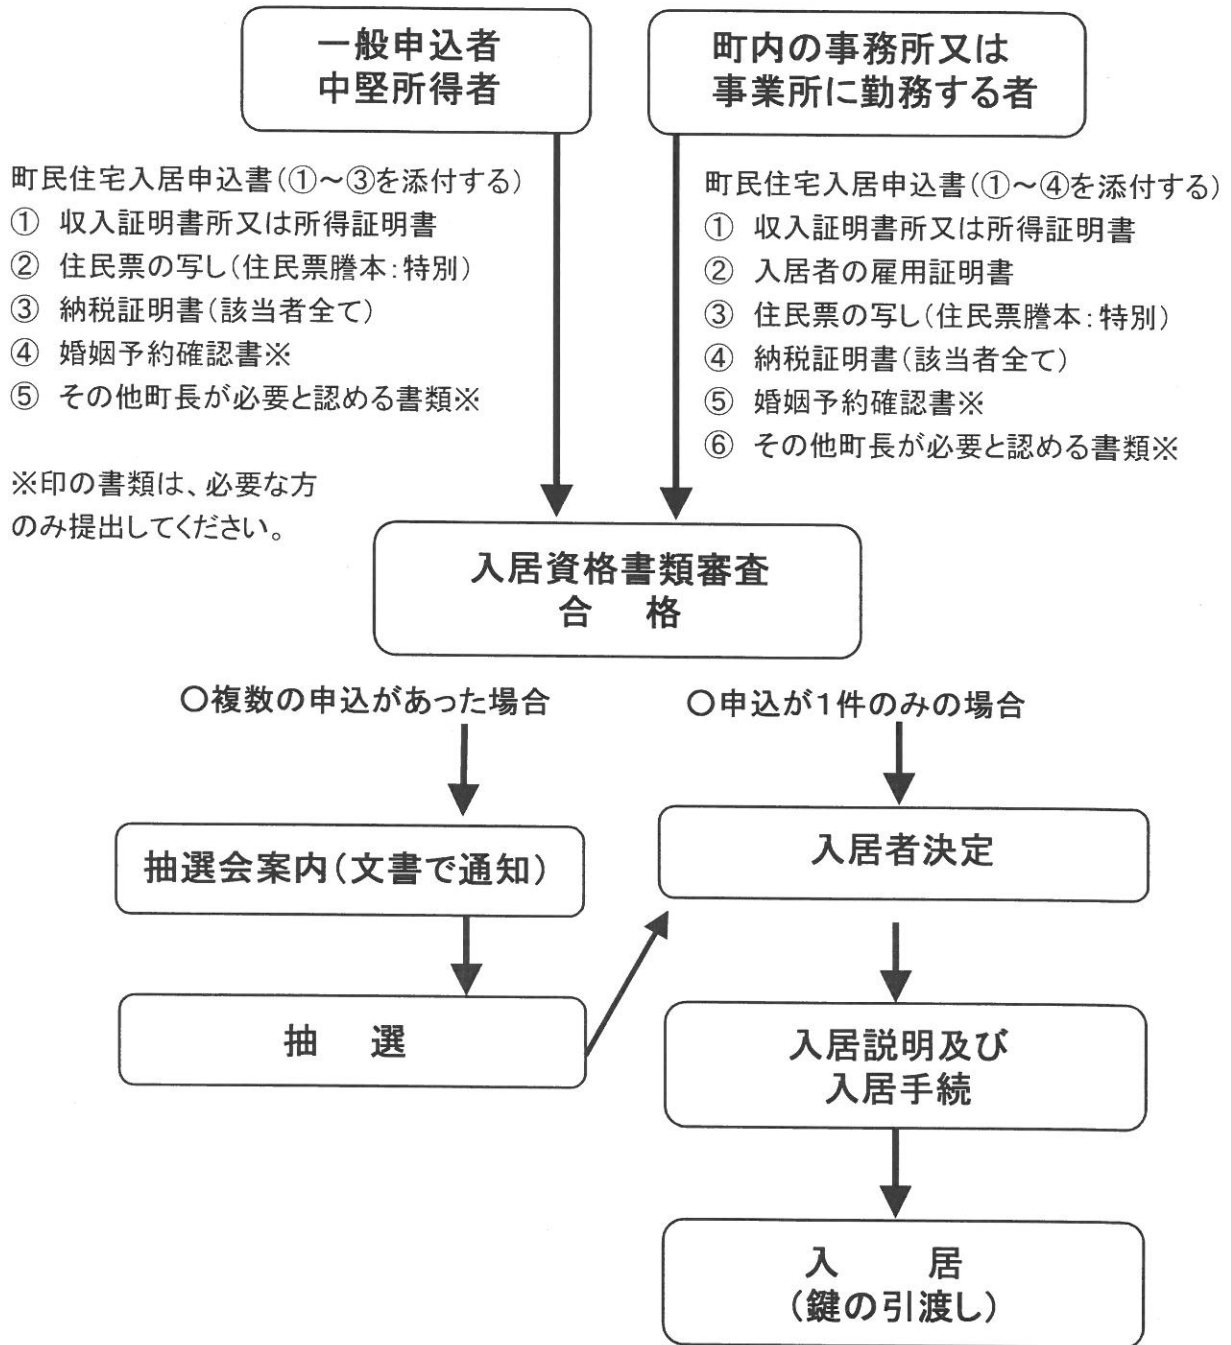 一般申込者
中堅所得者
町内の事務所又は
事業所に勤務する者
町民住宅入居申込書(①～③を添付する)
① 収入証明書所又は所得証明書
② 住民票の写し(住民票謄本:特別)
③ 納税証明書(該当者全て)
④ 婚姻予約確認書※
⑤ その他町長が必要と認める書類※
※印の書類は、必要な方
のみ提出してください。
町民住宅入居申込書(①～④を添付する)
① 収入証明書所又は所得証明書
② 入居者の雇用証明書
③ 住民票の写し(住民票謄本:特別)
④ 納税証明書(該当者全て)
⑤ 婚姻予約確認書※
⑥ その他町長が必要と認める書類※
入居資格書類審査
合 格
○複数の申込があった場合
○申込が1件のみの場合
抽選会案内(文書で通知)
入居者決定
抽 選
入居説明及び
入居手続
入 居
(鍵の引渡し)